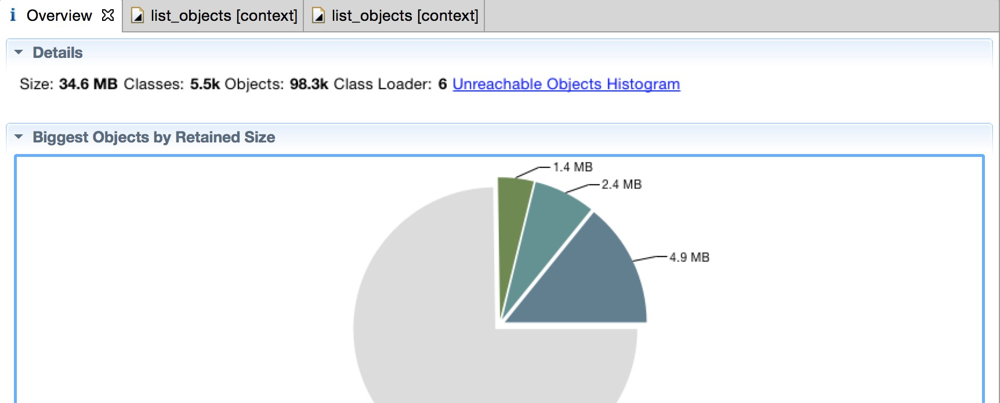 i Overview list_objects [context] list_objects [context]
Details
Size: 34.6 MB Classes: 5.5k Objects: 98.3k Class Loader: 6 Unreachable Objects Histogram
Biggest Objects by Retained Size
1.4 MB
2.4 MB
4.9 MB